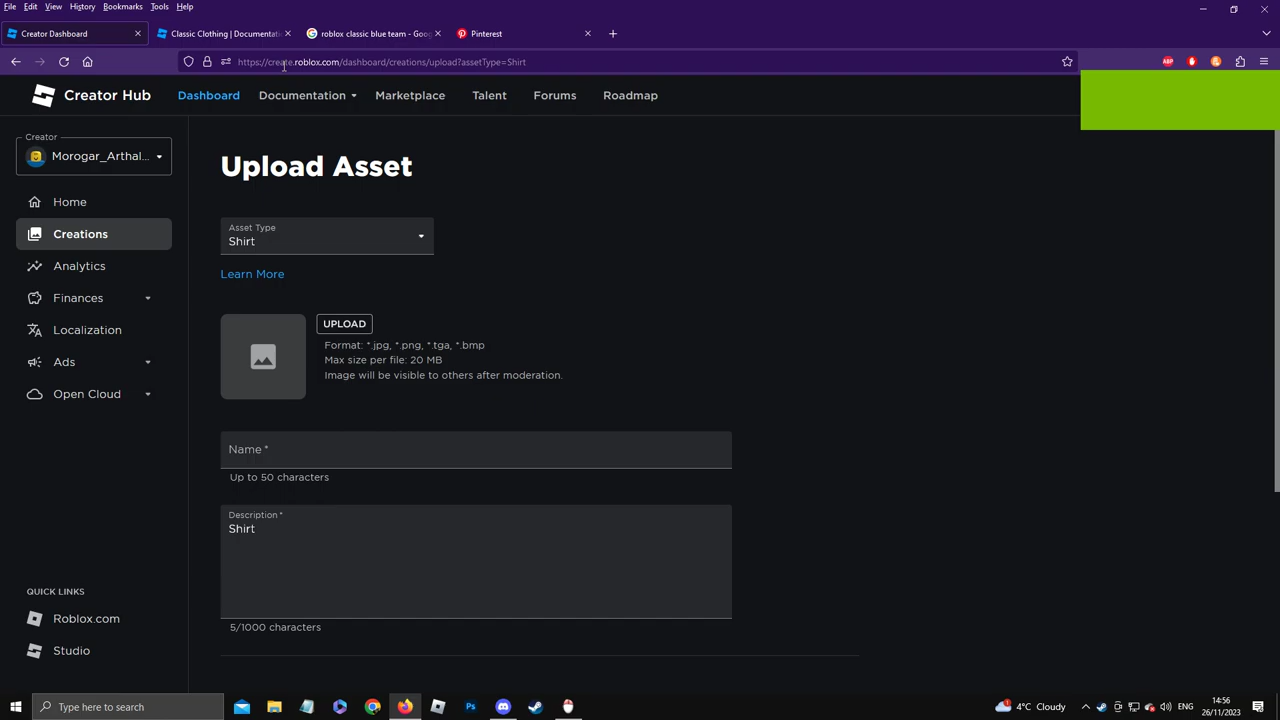 File Edit View History Bookmarks Tools Help
Creator Dashboard
Classic Clothing | Documentati
roblox classic blue team - Goog
Pinterest
https://create.roblox.com/dashboard/creations/upload?assetType=Shirt
Creator Hub Dashboard Documentation Marketplace Talent Forums Roadmap
Creator
Morogar_Arthal...
Home
Creations
Analytics
Finances
Localization
Ads
Open Cloud
QUICK LINKS
Roblox.com
Studio
Upload Asset
Asset Type
Shirt
Learn More
UPLOAD
Format: *.jpg, *.png, *.tga, *.bmp
Max size per file: 20 MB
Image will be visible to others after moderation.
Name *
Up to 50 characters
Description *
Shirt
5/1000 characters
Type here to search
4°C Cloudy
ENG
14:56
26/11/2023